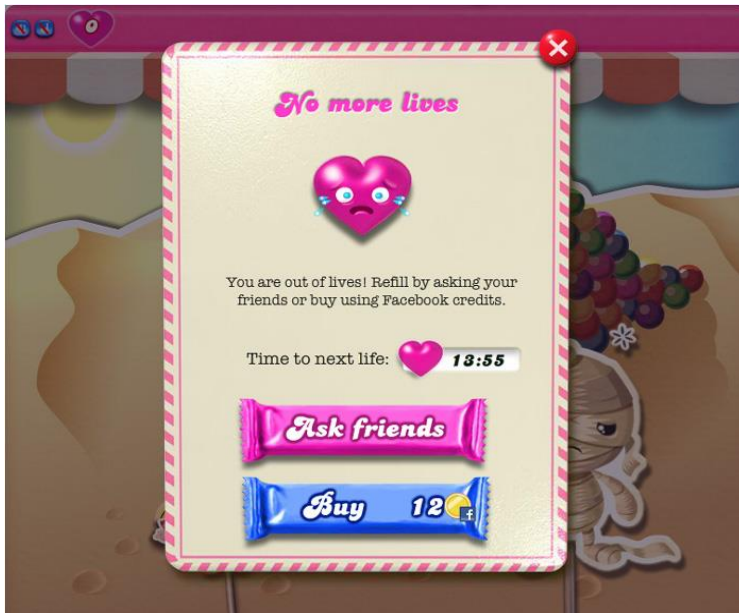 0
No more lives
You are out of lives! Refill by asking your
friends or buy using Facebook credits.
Time to next life: 13:55
Ask friends
Buy 12 f